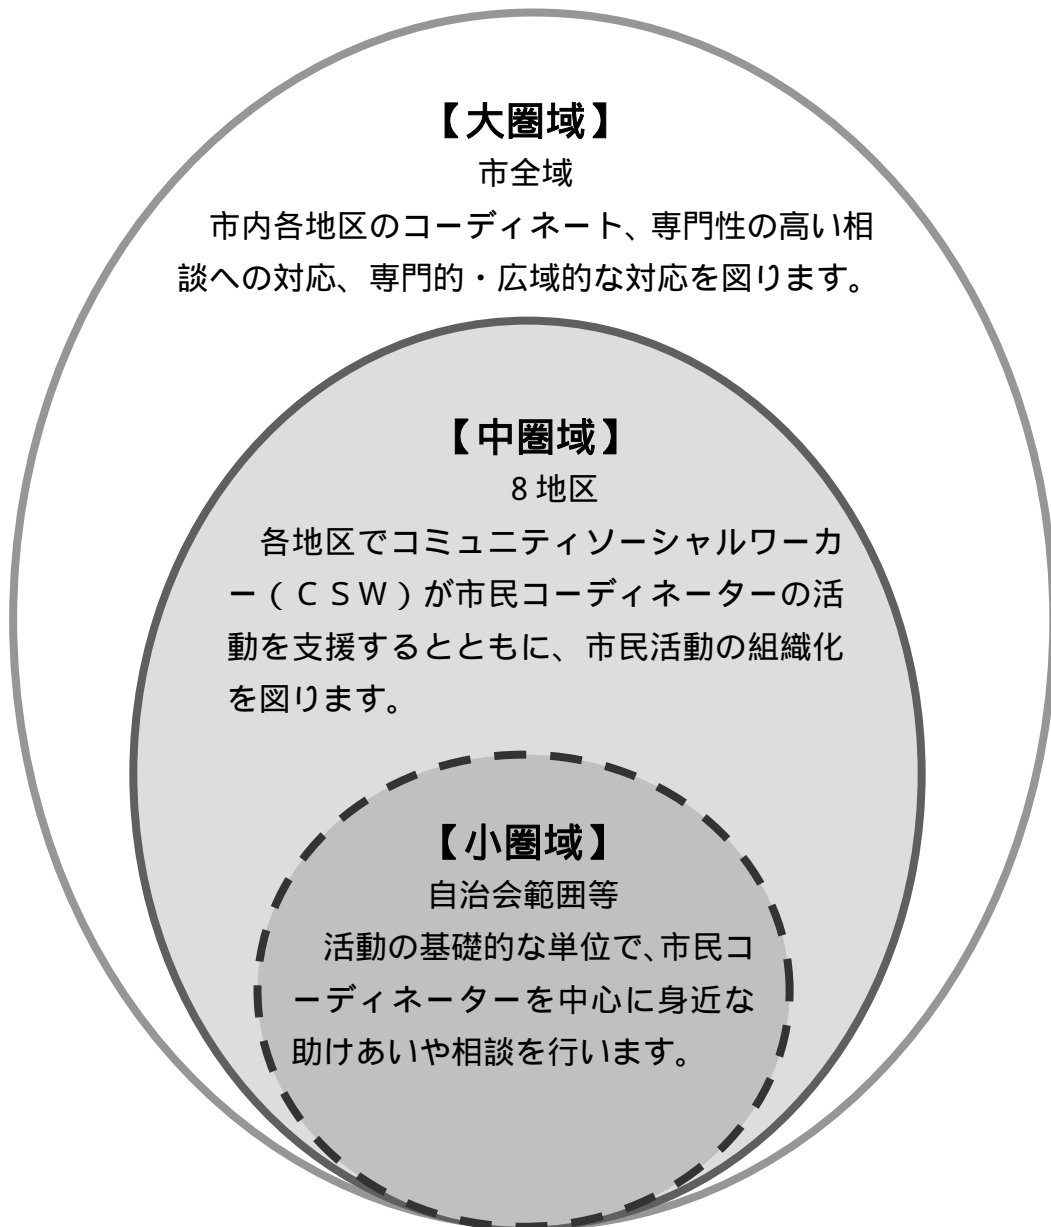 【大圏域】
市全域
市内各地区のコーディネート、専門性の高い相
談への対応、専門的・広域的な対応を図ります。
【中圏域】
８地区
各地区でコミュニティソーシャルワーカ
ー（ＣＳＷ）が市民コーディネーターの活
動を支援するとともに、市民活動の組織化
を図ります。
【小圏域】
自治会範囲等
活動の基礎的な単位で、市民コ
ーディネーターを中心に身近な
助けあいや相談を行います。